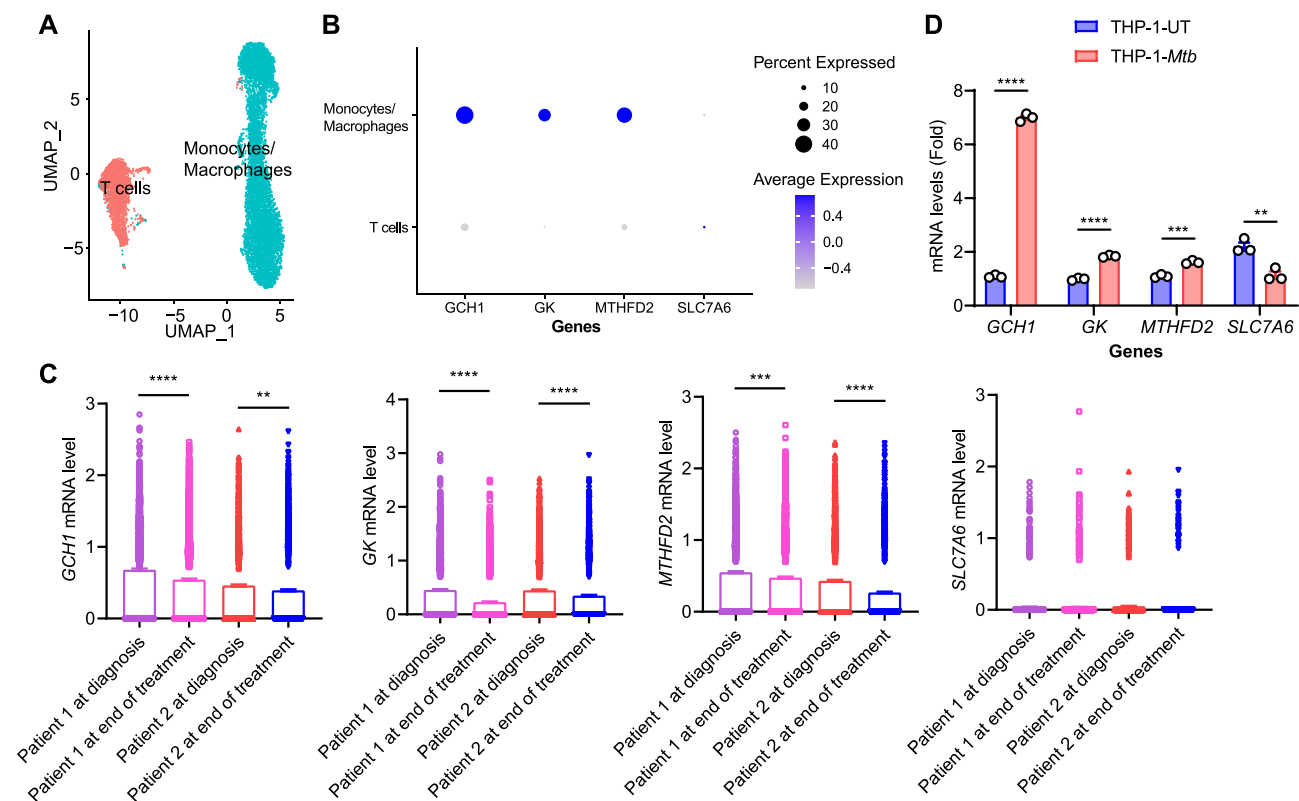 A
UMAP_2
5
0
−5
T cells
Monocytes/
Macrophages
−10
−5
0
5
UMAP_1
B
Monocytes/
Macrophages
T cells
GCH1
GK
MTHFD2
SLC7A6
Genes
Percent Expressed
10
20
30
40
Average Expression
0.4
0.0
−0.4
D
THP-1-UT
THP-1-Mtb
mRNA levels (Fold)
8
6
4
2
0
****
****
***
**
GCH1
GK
MTHFD2
SLC7A6
Genes
C
GCH1 mRNA level
3
2
1
0
****
**
Patient 1 at diagnosis
Patient 1 at end of treatment
Patient 2 at diagnosis
Patient 2 at end of treatment
GK mRNA level
4
3
2
1
0
****
****
Patient 1 at diagnosis
Patient 1 at end of treatment
Patient 2 at diagnosis
Patient 2 at end of treatment
MTHFD2 mRNA level
3
2
1
0
***
****
Patient 1 at diagnosis
Patient 1 at end of treatment
Patient 2 at diagnosis
Patient 2 at end of treatment
SLC7A6 mRNA level
3
2
1
0
Patient 1 at diagnosis
Patient 1 at end of treatment
Patient 2 at diagnosis
Patient 2 at end of treatment